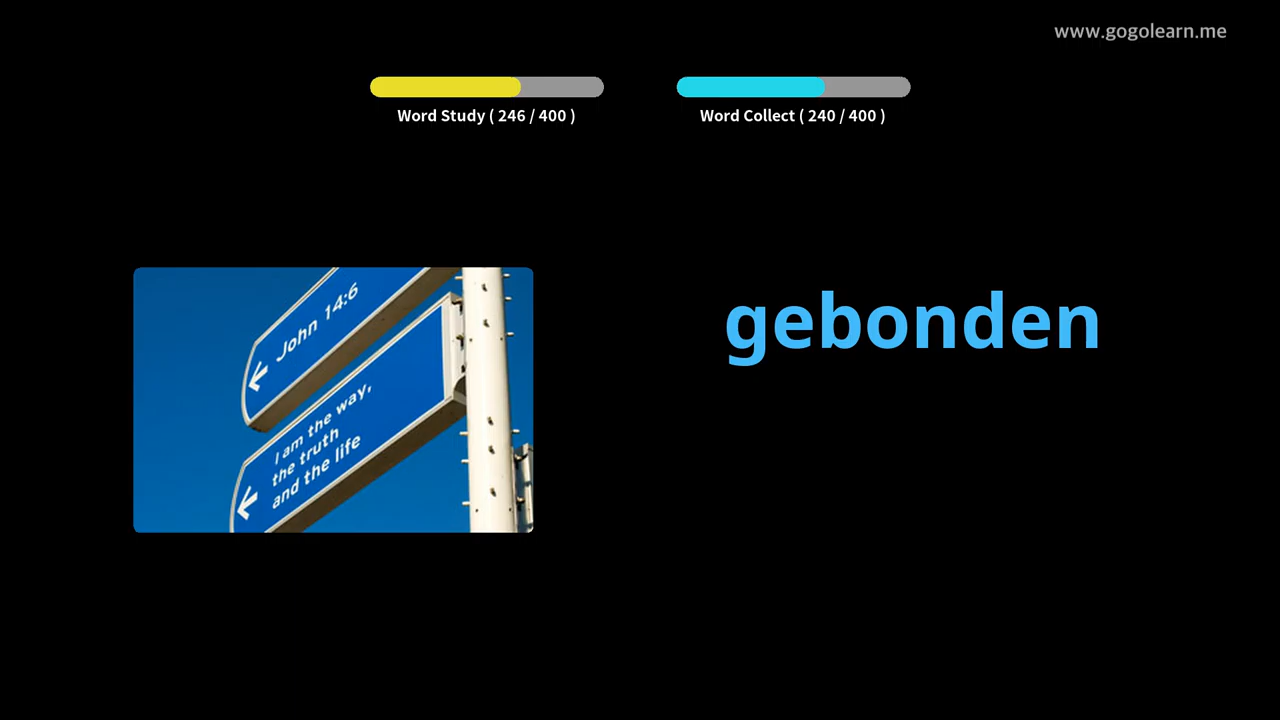 www.gogolearn.me
Word Study ( 246 / 400 )
Word Collect ( 240 / 400 )
John 14:6
I am the way,
the truth
and the life
gebonden